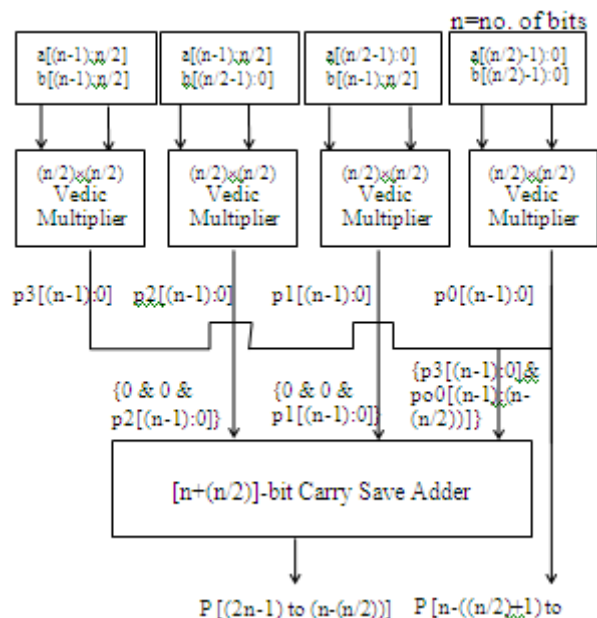 n=no. of bits
a[(n-1):n/2]
b[(n-1):n/2]
a[(n-1):n/2]
b[(n/2-1):0]
a[(n/2-1):0]
b[(n-1):n/2]
a[(n/2)-1):0]
b[(n/2)-1):0]
(n/2)×(n/2)
Vedic
Multiplier
(n/2)×(n/2)
Vedic
Multiplier
(n/2)×(n/2)
Vedic
Multiplier
(n/2)×(n/2)
Vedic
Multiplier
p3[(n-1):0]
p2[(n-1):0]
p1[(n-1):0]
p0[(n-1):0]
{0 & 0 &
p2[(n-1):0]}
{0 & 0 &
p1[(n-1):0]}
{p3[(n-1):0]&
po0[(n-1):(n-
(n/2))]}
[n+(n/2)]-bit Carry Save Adder
P [(2n-1) to (n-(n/2))]
P [n-((n/2)+1) to